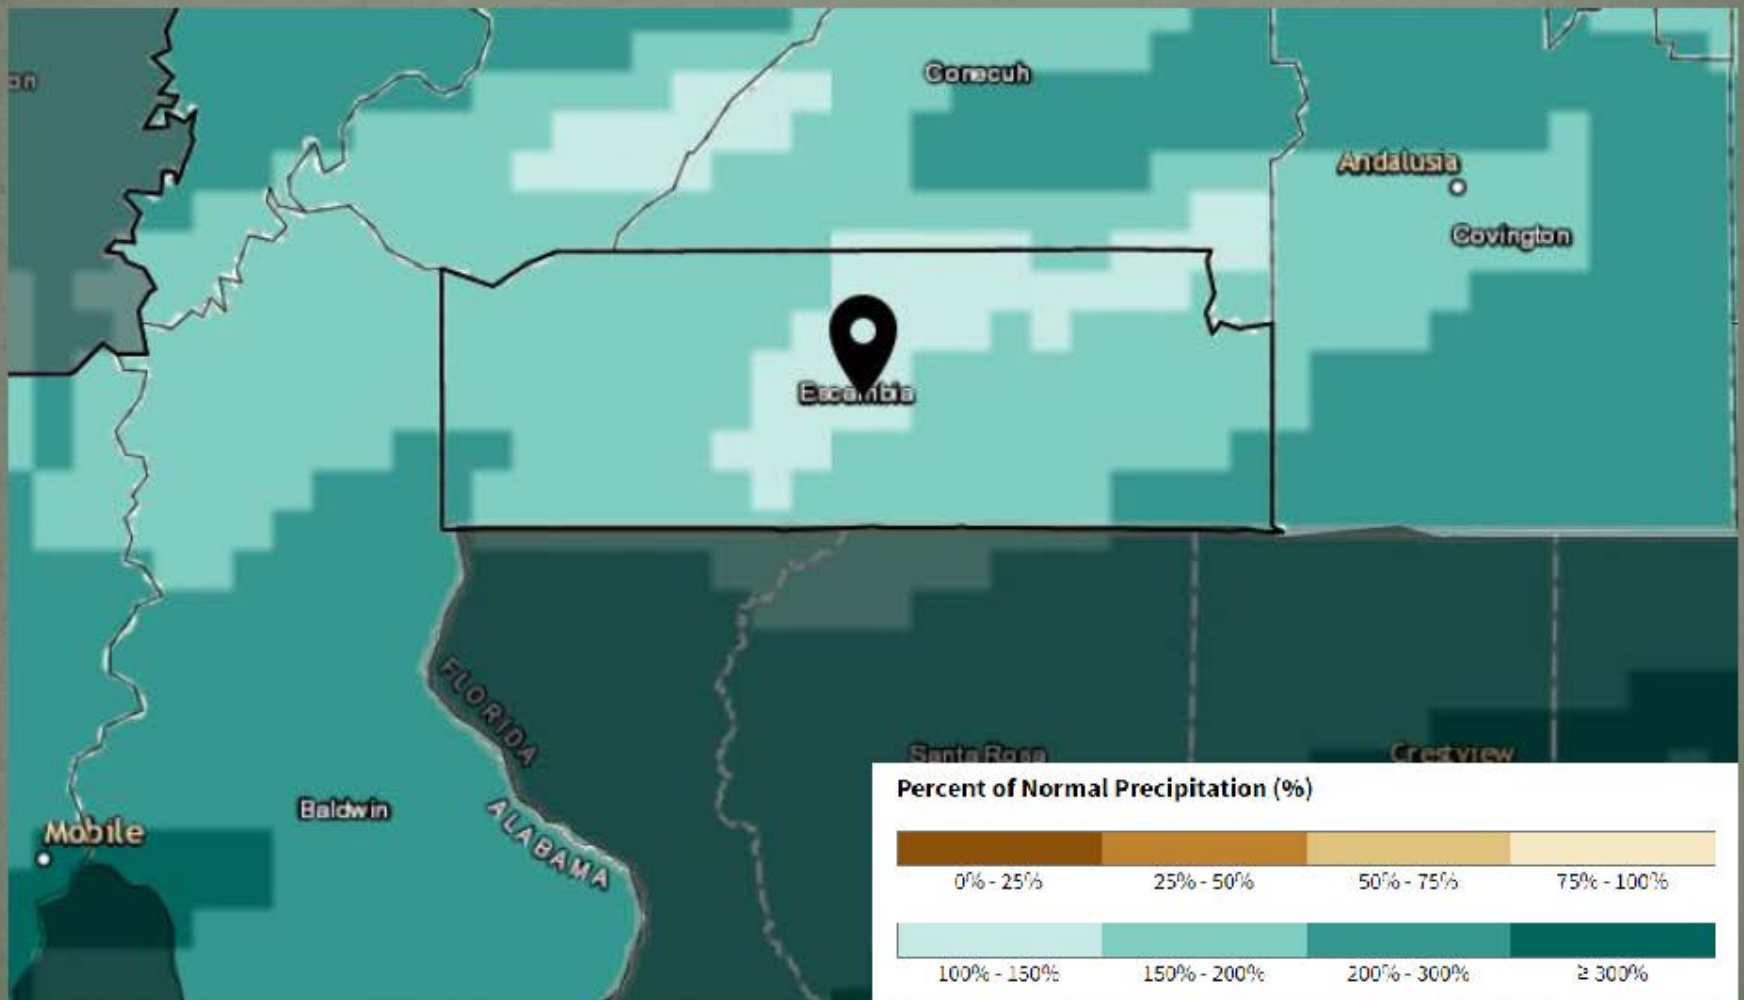 on
Conecuh
Andalusia
Covington
Escambia
FLORIDA
ALABAMA
Santa Rosa
Crestview
Baldwin
Mobile
Percent of Normal Precipitation (%)
0% - 25%
25% - 50%
50% - 75%
75% - 100%
100% - 150%
150% - 200%
200% - 300%
≥ 300%